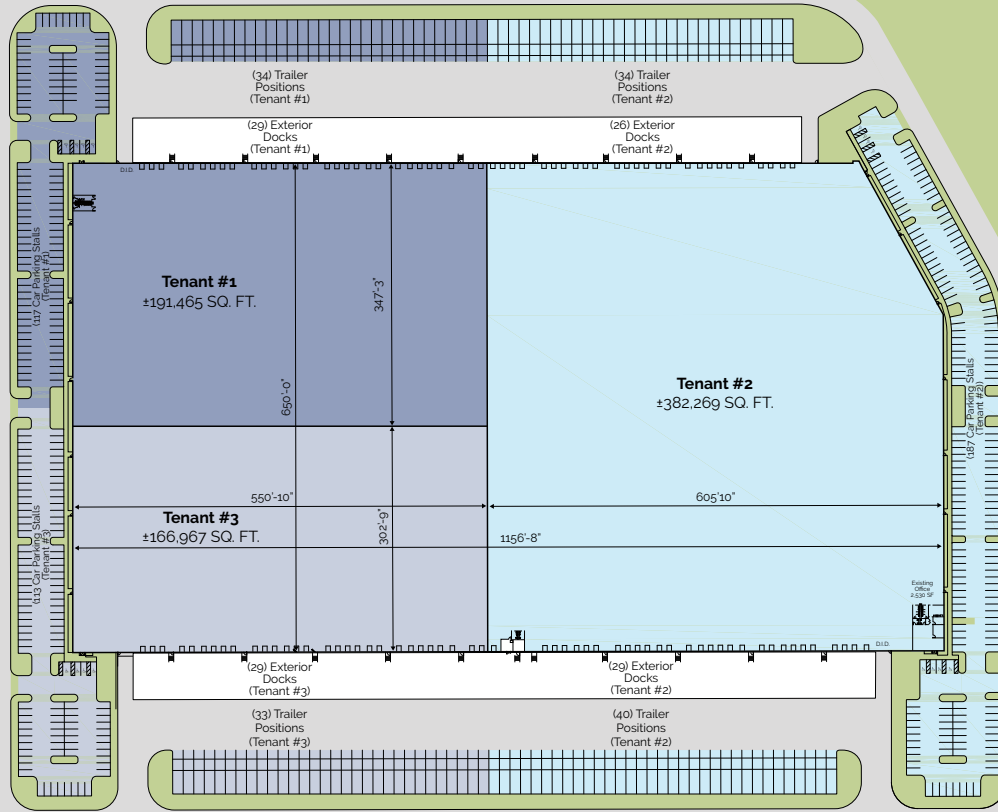 (34) Trailer
Positions
(Tenant #1)
(34) Trailer
Positions
(Tenant #2)
(29) Exterior
Docks
(Tenant #1)
(26) Exterior
Docks
(Tenant #2)
D.I.D.
(117 Car Parking Stalls
(Tenant #1)
Tenant #1
±191,465 SQ. FT.
347'-3"
650'-0"
Tenant #2
±382,269 SQ. FT.
(187 Car Parking Stalls
(Tenant #2)
550'-10"
605'10"
Tenant #3
±166,967 SQ. FT.
302'-9"
1156'-8"
(113 Car Parking Stalls
(Tenant #3)
Existing
Office
2,530 SF
D.I.D.
(29) Exterior
Docks
(Tenant #3)
(29) Exterior
Docks
(Tenant #2)
(33) Trailer
Positions
(Tenant #3)
(40) Trailer
Positions
(Tenant #2)